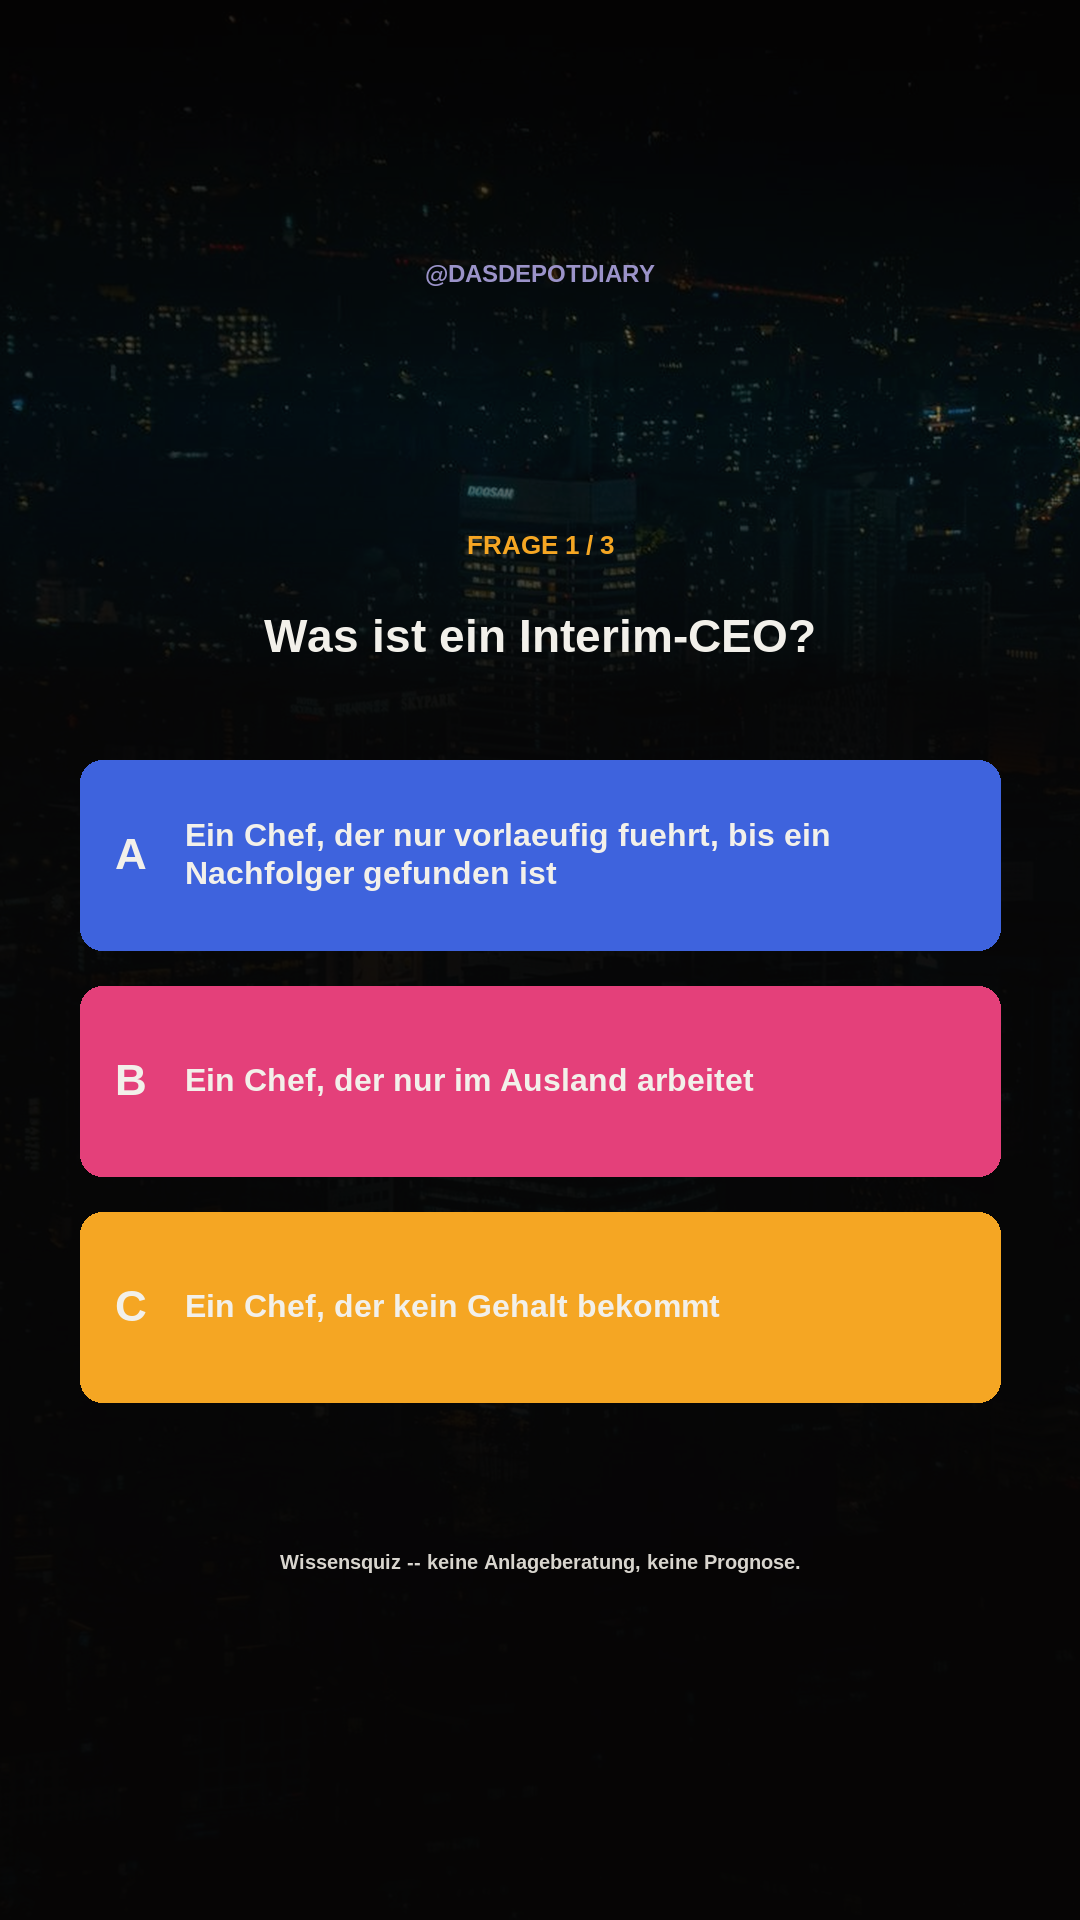 @DASDEPOTDIARY
DOOSAN
FRAGE 1 / 3
Was ist ein Interim-CEO?
SKYPARK
A
Ein Chef, der nur vorlaeufig fuehrt, bis ein
Nachfolger gefunden ist
B
Ein Chef, der nur im Ausland arbeitet
C
Ein Chef, der kein Gehalt bekommt
Wissensquiz -- keine Anlageberatung, keine Prognose.